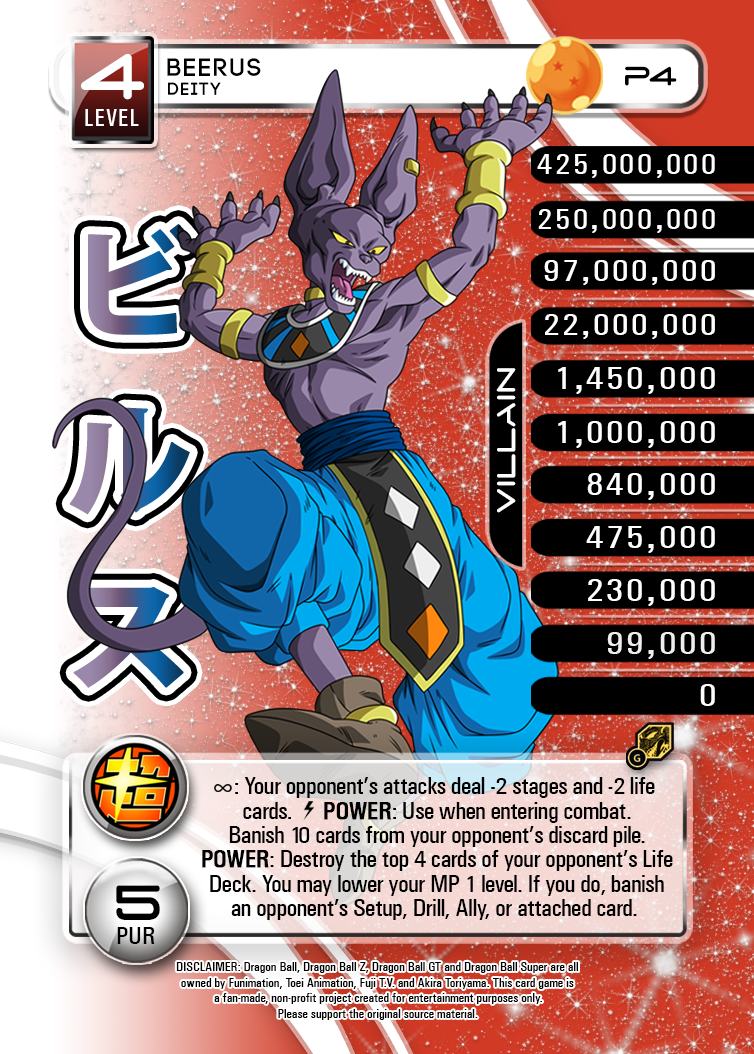 4
LEVEL
BEERUS
DEITY
P4
425,000,000
250,000,000
97,000,000
22,000,000
1,450,000
1,000,000
840,000
475,000
230,000
99,000
0
VILLAIN
ビルス
超
G
∞: Your opponent's attacks deal -2 stages and -2 life
cards. ⚡ POWER: Use when entering combat.
Banish 10 cards from your opponent's discard pile.
POWER: Destroy the top 4 cards of your opponent's Life
Deck. You may lower your MP 1 level. If you do, banish
an opponent's Setup, Drill, Ally, or attached card.
5
PUR
DISCLAIMER: Dragon Ball, Dragon Ball Z, Dragon Ball GT and Dragon Ball Super are all
owned by Funimation, Toei Animation, Fuji T.V. and Akira Toriyama. This card game is
a fan-made, non-profit project created for entertainment purposes only.
Please support the original source material.